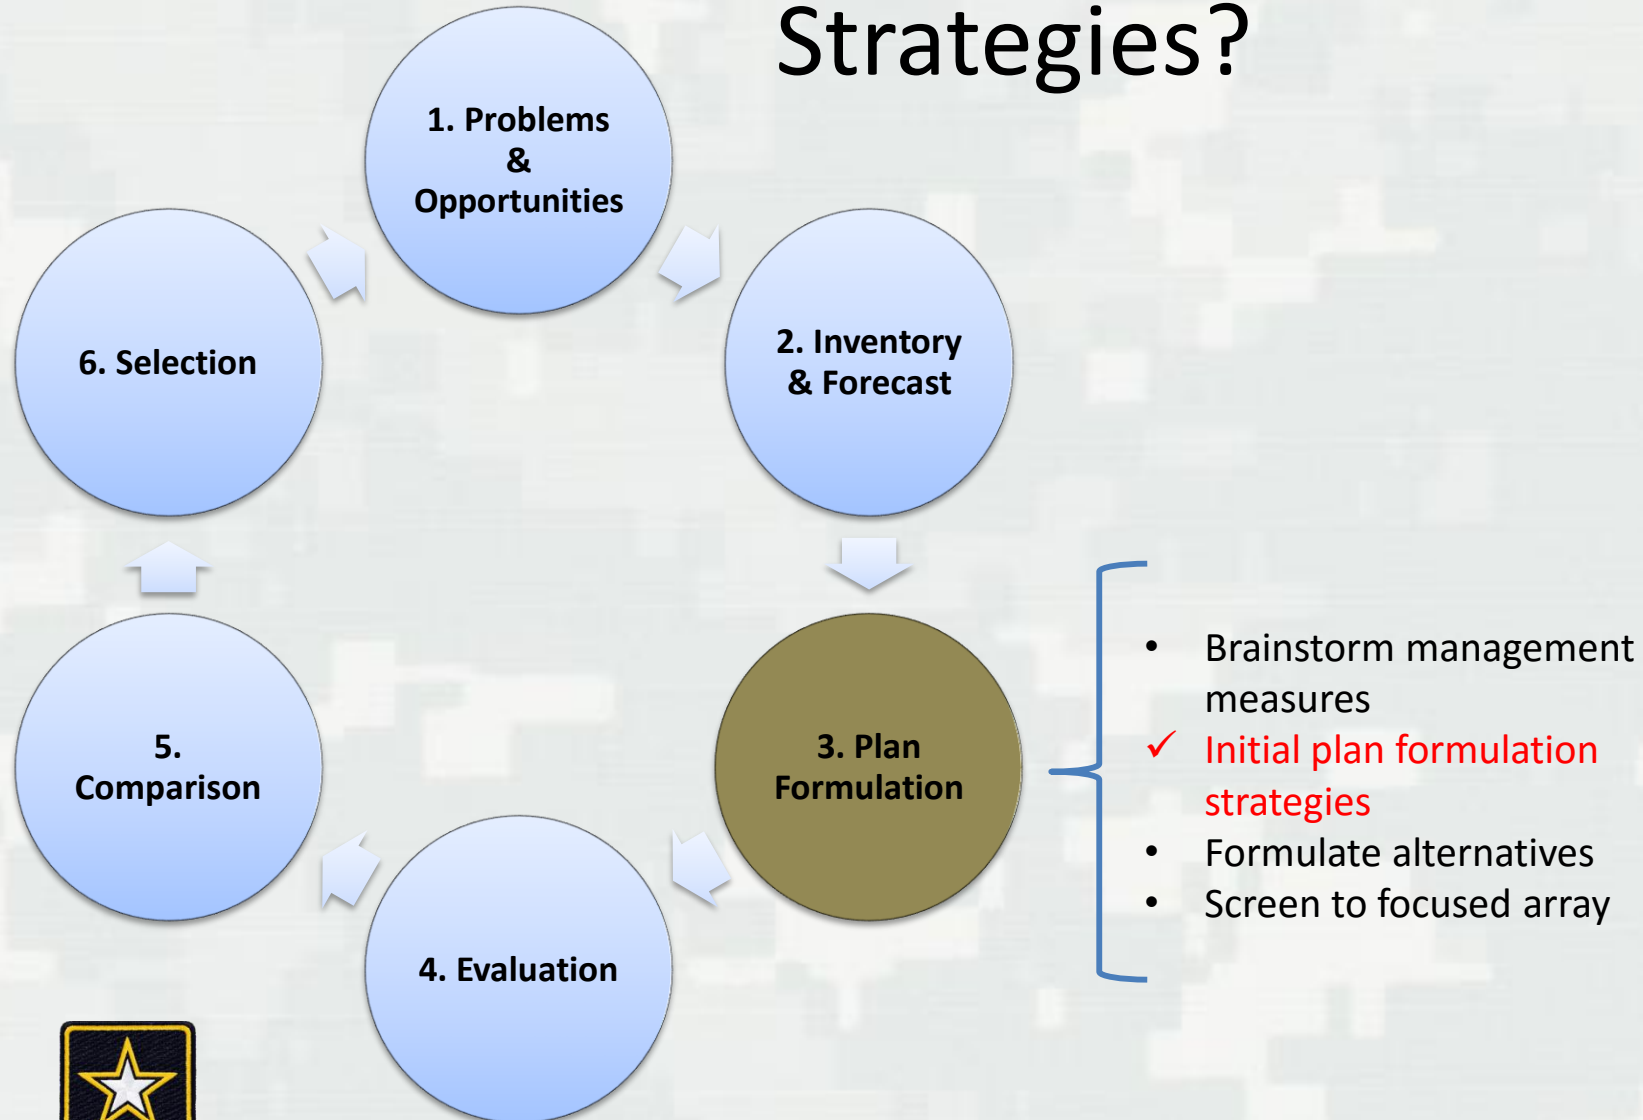 Strategies?
1. Problems
&
Opportunities
2. Inventory
& Forecast
3. Plan
Formulation
4. Evaluation
5.
Comparison
6. Selection
• Brainstorm management
measures
✓ Initial plan formulation
strategies
• Formulate alternatives
• Screen to focused array